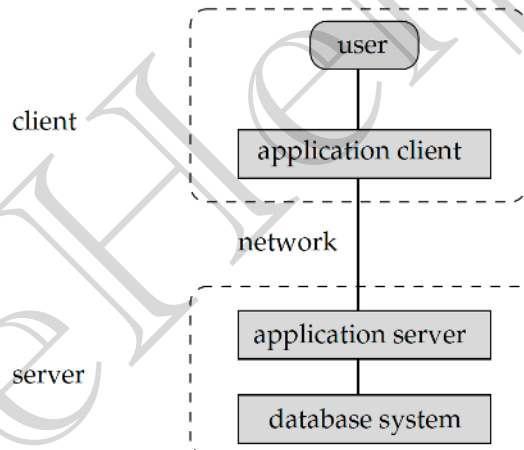 user
client
application client
network
application server
server
database system